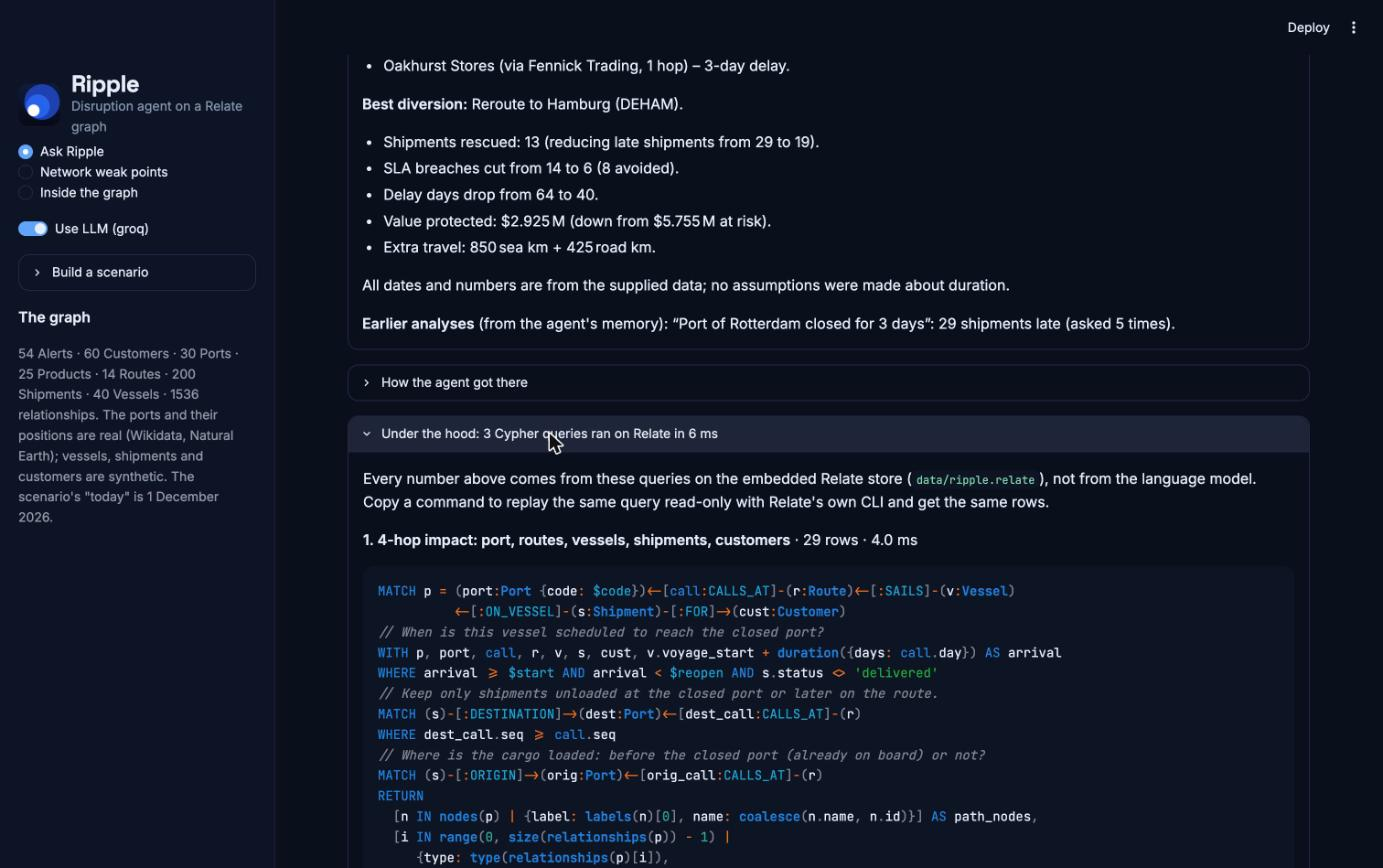 Deploy
Ripple
Disruption agent on a Relate
graph
Ask Ripple
Network weak points
Inside the graph
Use LLM (groq)
Build a scenario
The graph
54 Alerts · 60 Customers · 30 Ports ·
25 Products · 14 Routes · 200
Shipments · 40 Vessels · 1536
relationships. The ports and their
positions are real (Wikidata, Natural
Earth); vessels, shipments and
customers are synthetic. The
scenario's "today" is 1 December
2026.
• Oakhurst Stores (via Fennick Trading, 1 hop) – 3-day delay.
Best diversion: Reroute to Hamburg (DEHAM).
• Shipments rescued: 13 (reducing late shipments from 29 to 19).
• SLA breaches cut from 14 to 6 (8 avoided).
• Delay days drop from 64 to 40.
• Value protected: $2.925 M (down from $5.755 M at risk).
• Extra travel: 850 sea km + 425 road km.
All dates and numbers are from the supplied data; no assumptions were made about duration.
Earlier analyses (from the agent's memory): “Port of Rotterdam closed for 3 days”: 29 shipments late (asked 5 times).
How the agent got there
Under the hood: 3 Cypher queries ran on Relate in 6 ms
Every number above comes from these queries on the embedded Relate store ( data/ripple.relate ), not from the language model.
Copy a command to replay the same query read-only with Relate's own CLI and get the same rows.
1. 4-hop impact: port, routes, vessels, shipments, customers · 29 rows · 4.0 ms
MATCH p = (port:Port {code: $code})<-[call:CALLS_AT]-(r:Route)<-[:SAILS]-(v:Vessel)
<-[:ON_VESSEL]-(s:Shipment)-[:FOR]->(cust:Customer)
// When is this vessel scheduled to reach the closed port?
WITH p, port, call, r, v, s, cust, v.voyage_start + duration({days: call.day}) AS arrival
WHERE arrival >= $start AND arrival < $reopen AND s.status <> 'delivered'
// Keep only shipments unloaded at the closed port or later on the route.
MATCH (s)-[:DESTINATION]->(dest:Port)<-[dest_call:CALLS_AT]-(r)
WHERE dest_call.seq >= call.seq
// Where is the cargo loaded: before the closed port (already on board) or not?
MATCH (s)-[:ORIGIN]->(orig:Port)<-[orig_call:CALLS_AT]-(r)
RETURN
[n IN nodes(p) | {label: labels(n)[0], name: coalesce(n.name, n.id)}] AS path_nodes,
[i IN range(0, size(relationships(p)) - 1) |
{type: type(relationships(p)[i]),